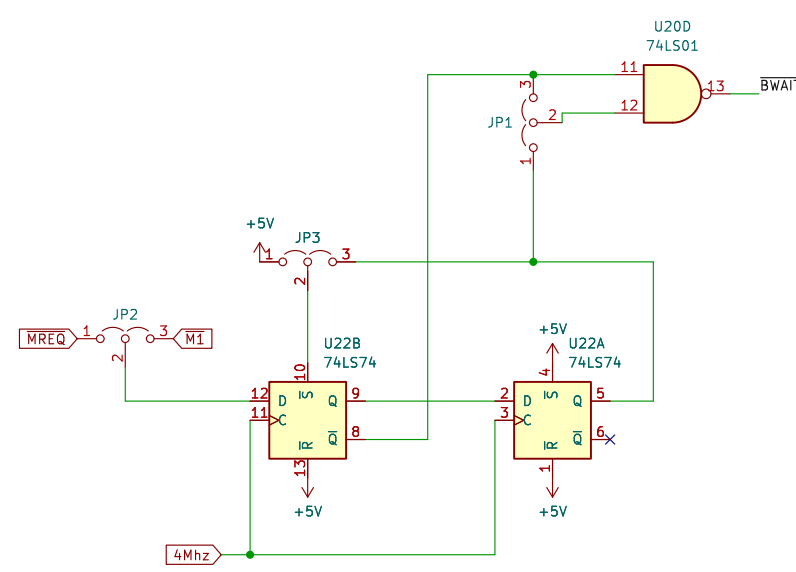 U20D
74LS01
11
13
BWAIT
12
3
JP1
2
1
+5V
JP3
1
3
2
JP2
MREQ
1
3
M1
2
U22B
74LS74
10
12
D
S
Q
9
11
C
R
Q
8
13
+5V
+5V
U22A
74LS74
4
2
D
S
Q
5
3
C
R
Q
6
1
+5V
4Mhz